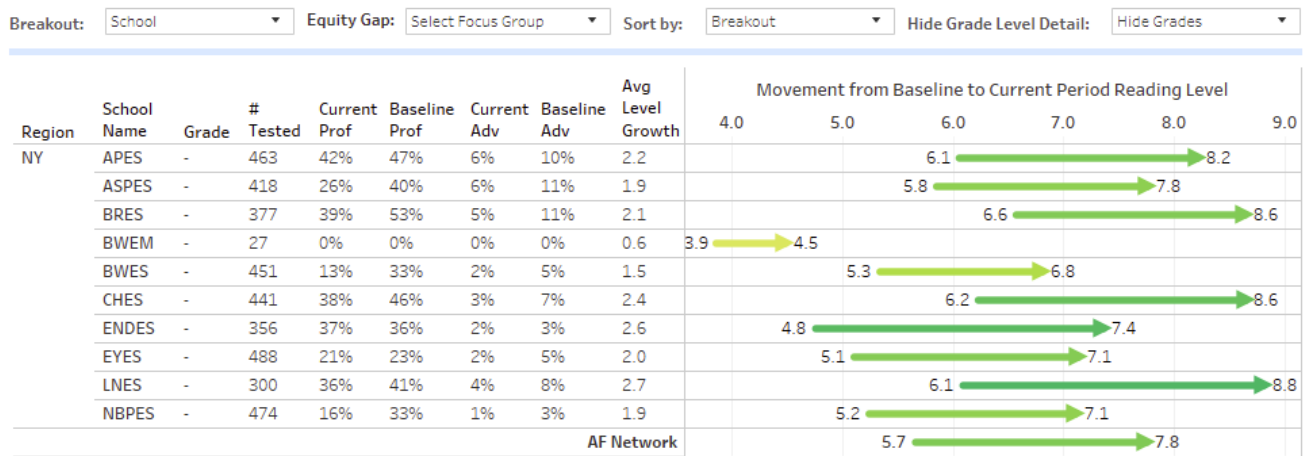 Breakout: School Equity Gap: Select Focus Group Sort by: Breakout Hide Grade Level Detail: Hide Grades
Movement from Baseline to Current Period Reading Level
Region School Name Grade # Tested Current Prof Baseline Prof Current Adv Baseline Adv Avg Level Growth 4.0 5.0 6.0 7.0 8.0 9.0
NY APES - 463 42% 47% 6% 10% 2.2 6.1 8.2
ASPES - 418 26% 40% 6% 11% 1.9 5.8 7.8
BRES - 377 39% 53% 5% 11% 2.1 6.6 8.6
BWEM - 27 0% 0% 0% 0% 0.6 3.9 4.5
BWES - 451 13% 33% 2% 5% 1.5 5.3 6.8
CHES - 441 38% 46% 3% 7% 2.4 6.2 8.6
ENDES - 356 37% 36% 2% 3% 2.6 4.8 7.4
EYES - 488 21% 23% 2% 5% 2.0 5.1 7.1
LNES - 300 36% 41% 4% 8% 2.7 6.1 8.8
NBPES - 474 16% 33% 1% 3% 1.9 5.2 7.1
AF Network 5.7 7.8